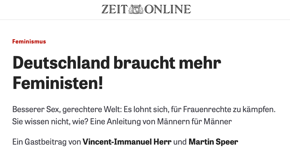 ZEIT ONLINE
Feminismus
Deutschland braucht mehr
Feministen!
Besserer Sex, gerechtere Welt: Es lohnt sich, für Frauenrechte zu kämpfen.
Sie wissen nicht, wie? Eine Anleitung von Männern für Männer
Ein Gastbeitrag von Vincent-Immanuel Herr und Martin Speer